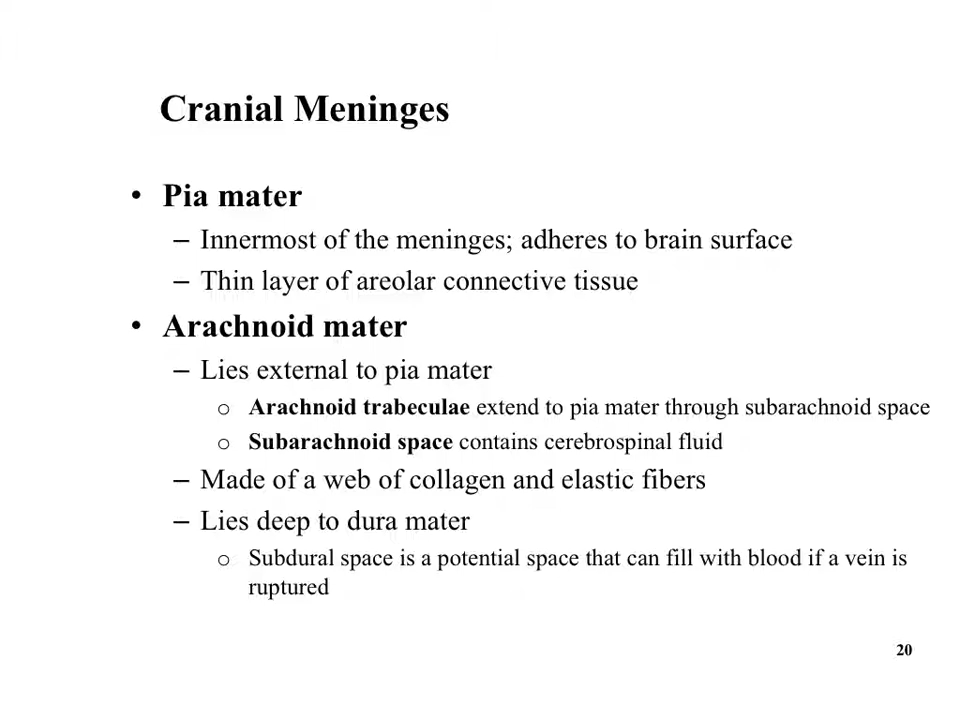 Cranial Meninges
• Pia mater
– Innermost of the meninges; adheres to brain surface
– Thin layer of areolar connective tissue
• Arachnoid mater
– Lies external to pia mater
o Arachnoid trabeculae extend to pia mater through subarachnoid space
o Subarachnoid space contains cerebrospinal fluid
– Made of a web of collagen and elastic fibers
– Lies deep to dura mater
o Subdural space is a potential space that can fill with blood if a vein is
ruptured
20